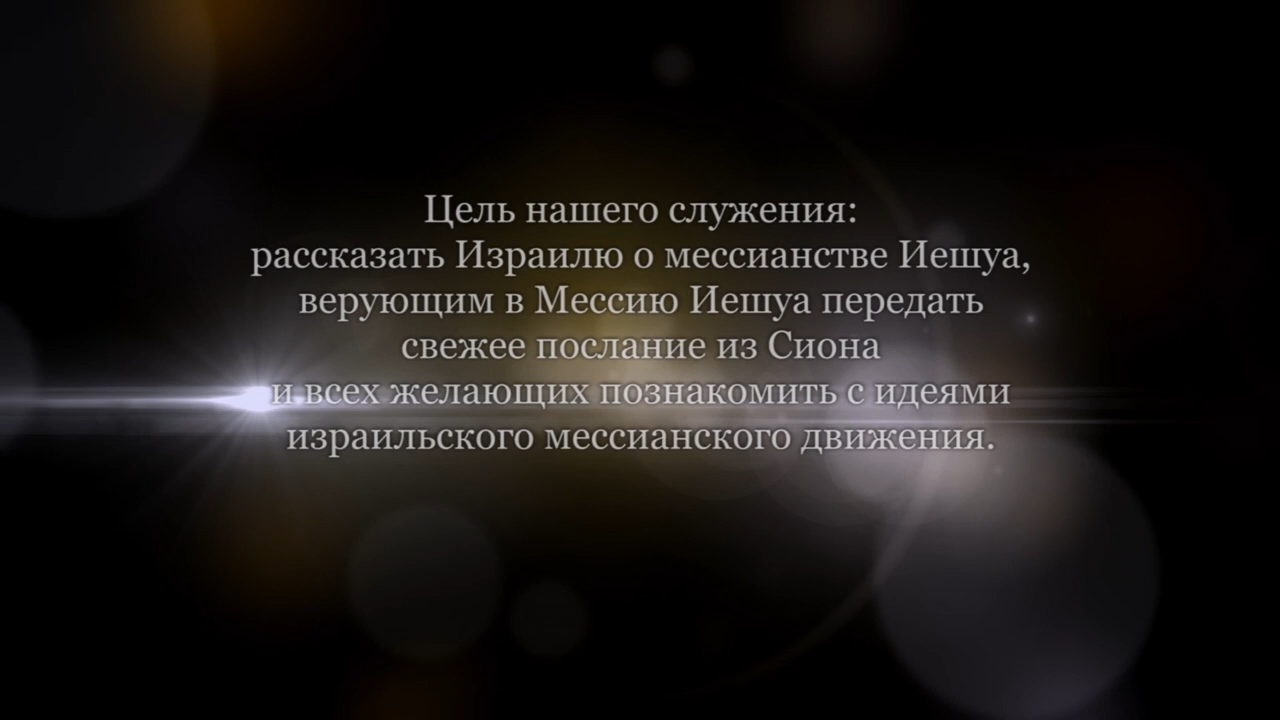 Цель нашего служения:
рассказать Израилю о мессианстве Иешуа,
верующим в Мессию Иешуа передать
свежее послание из Сиона
и всех желающих познакомить с идеями
израильского мессианского движения.